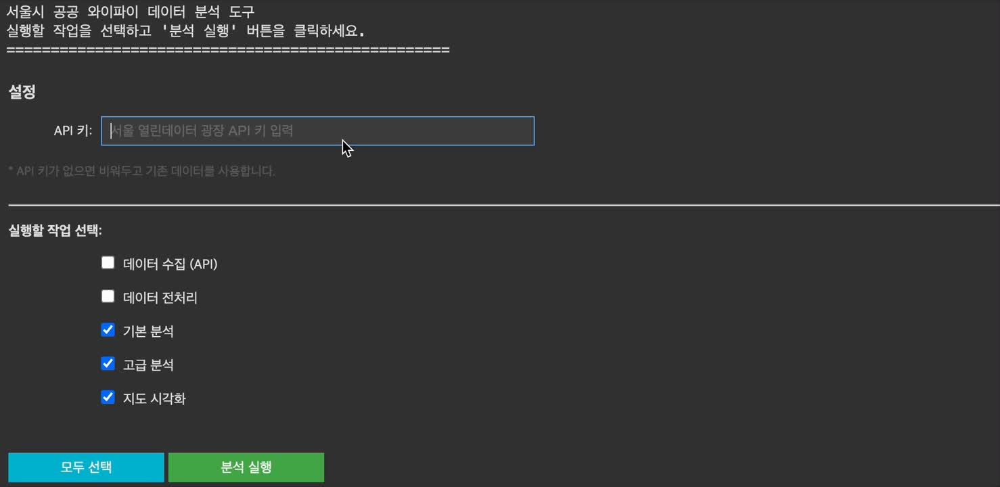 서울시 공공 와이파이 데이터 분석 도구
실행할 작업을 선택하고 '분석 실행' 버튼을 클릭하세요.
==================================================
설정
API 키: 서울 열린데이터 광장 API 키 입력
* API 키가 없으면 비워두고 기존 데이터를 사용합니다.
실행할 작업 선택:
데이터 수집 (API)
데이터 전처리
기본 분석
고급 분석
지도 시각화
모두 선택 분석 실행